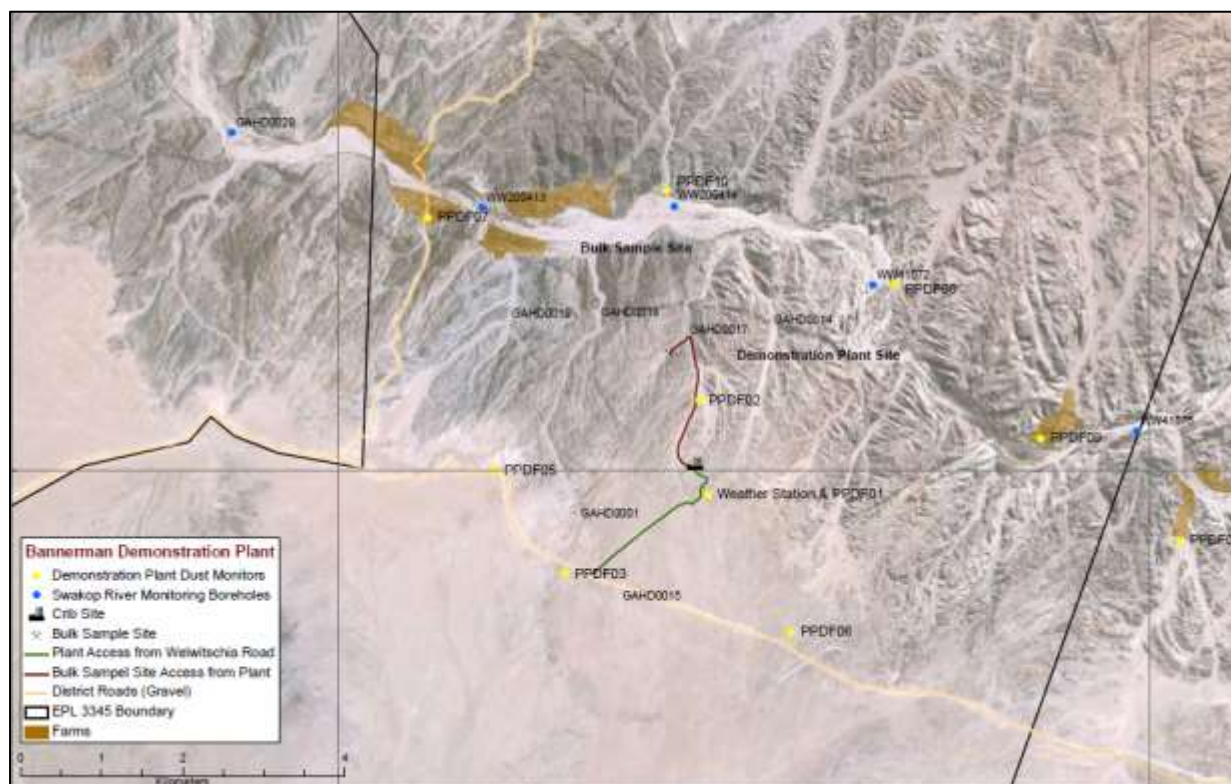 GAHD0020
PPDF10
WW200413
WW200414
PPDF07
Bulk Sample Site
WW41072
GAHD0019
GAHD0018
GAHD0014
GAHD0017
Demonstration Plant Site
PPDF02
PPDF09
PPDF05
Weather Station & PPDF01
GAHD0001
PPDF03
GAHD0015
PPDF06
Bannerman Demonstration Plant
Demonstration Plant Dust Monitors
Swakop River Monitoring Boreholes
Crib Site
Bulk Sample Site
Plant Access from Welwitschia Road
Bulk Sampel Site Access from Plant
District Roads (Gravel)
EPL 3345 Boundary
Farms
0 1 2 4
Kilometers